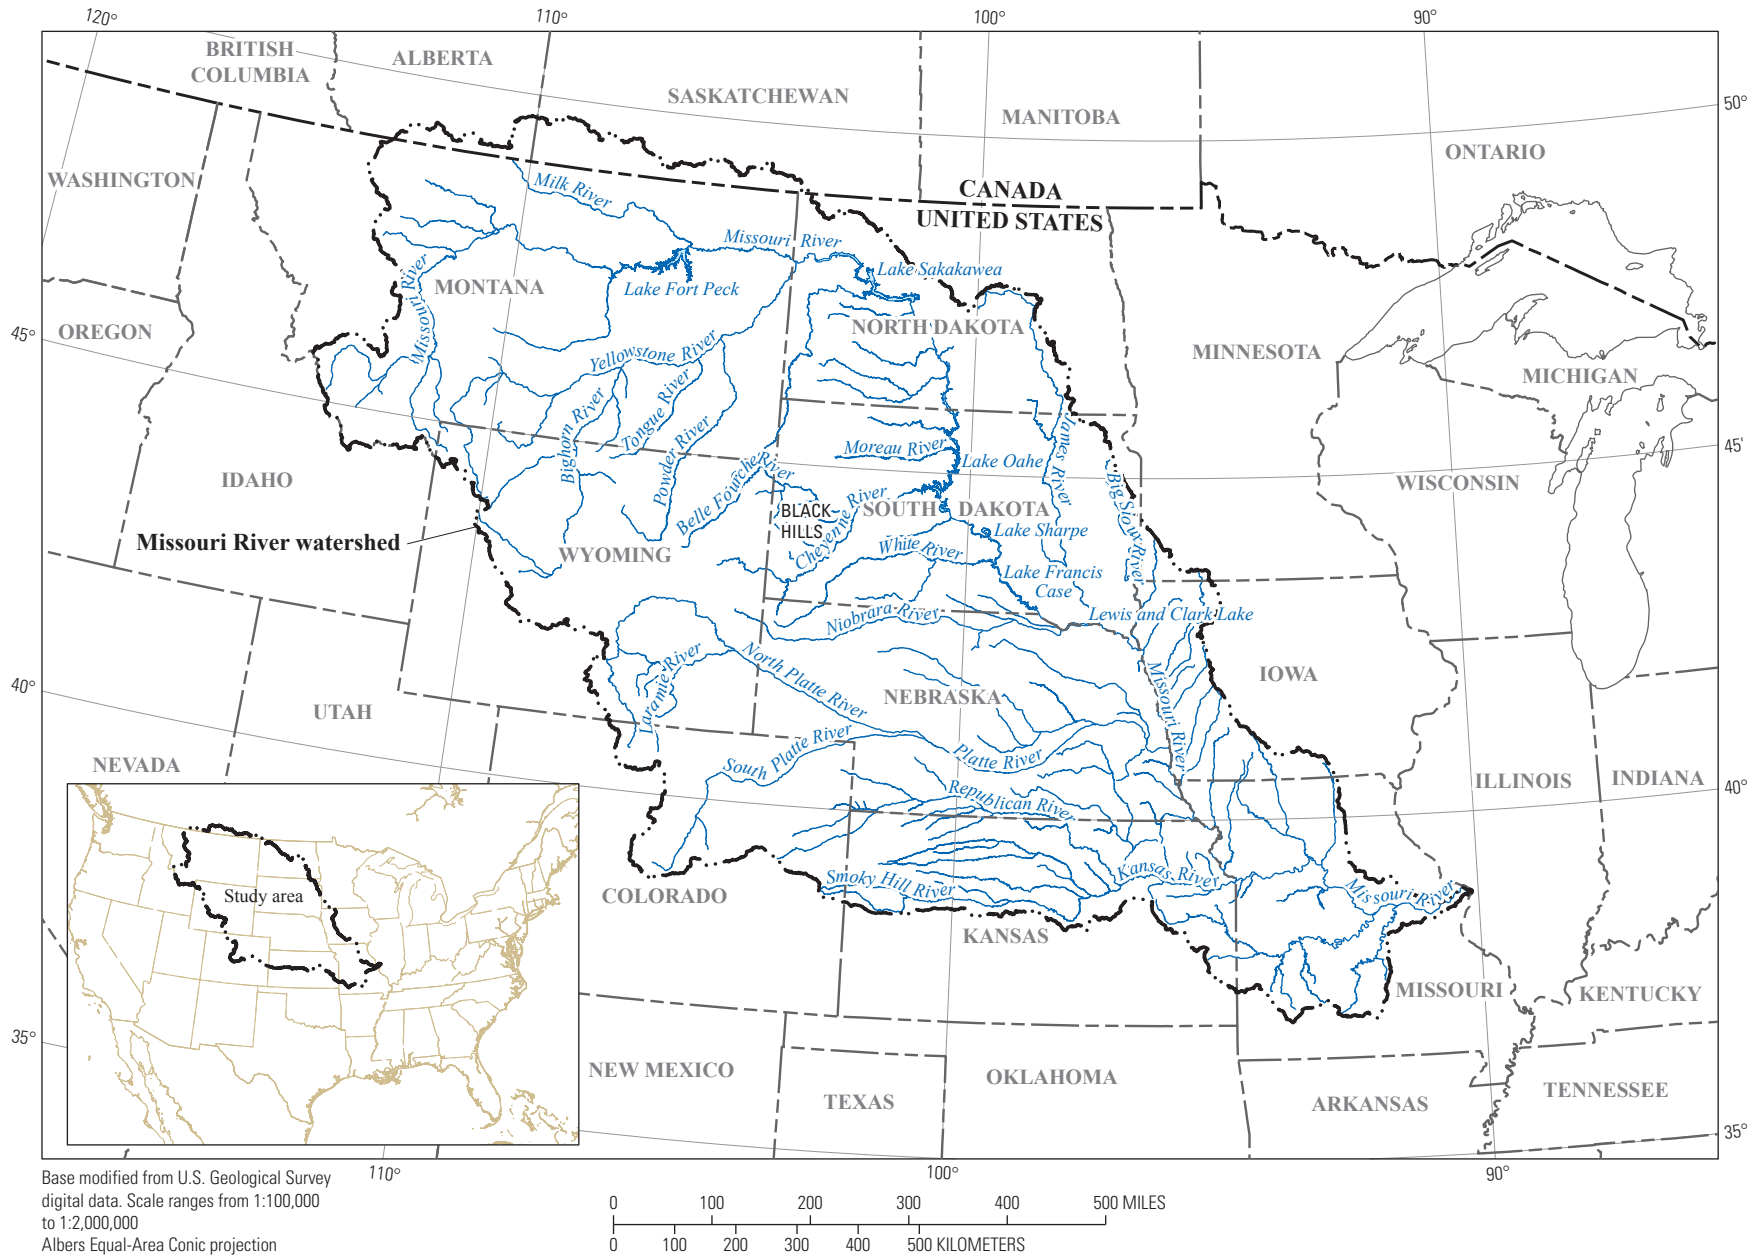 120°
110°
100°
90°
BRITISH
COLUMBIA
ALBERTA
SASKATCHEWAN
MANITOBA
50°
ONTARIO
WASHINGTON
Milk River
CANADA
UNITED STATES
Missouri River
Lake Sakakawea
Missouri River
MONTANA
Lake Fort Peck
OREGON
45°
NORTH DAKOTA
MINNESOTA
Yellowstone River
MICHIGAN
Bighorn River
Tongue River
Powder River
Belle Fourche River
Moreau River
Lake Oahe
James River
Big Sioux River
45°
IDAHO
WISCONSIN
BLACK
HILLS
Cheyenne River
SOUTH DAKOTA
Lake Sharpe
Missouri River watershed
WYOMING
White River
Lake Francis
Case
Niobrara River
Lewis and Clark Lake
Laramie River
North Platte River
NEBRASKA
Missouri River
IOWA
40°
UTAH
South Platte River
Platte River
NEVADA
Republican River
ILLINOIS
INDIANA
40°
Study area
COLORADO
Smoky Hill River
Kansas River
Missouri River
KANSAS
MISSOURI
KENTUCKY
35°
NEW MEXICO
OKLAHOMA
TEXAS
ARKANSAS
TENNESSEE
35°
110°
100°
90°
Base modified from U.S. Geological Survey
digital data. Scale ranges from 1:100,000
to 1:2,000,000
Albers Equal-Area Conic projection
0 100 200 300 400 500 MILES
0 100 200 300 400 500 KILOMETERS